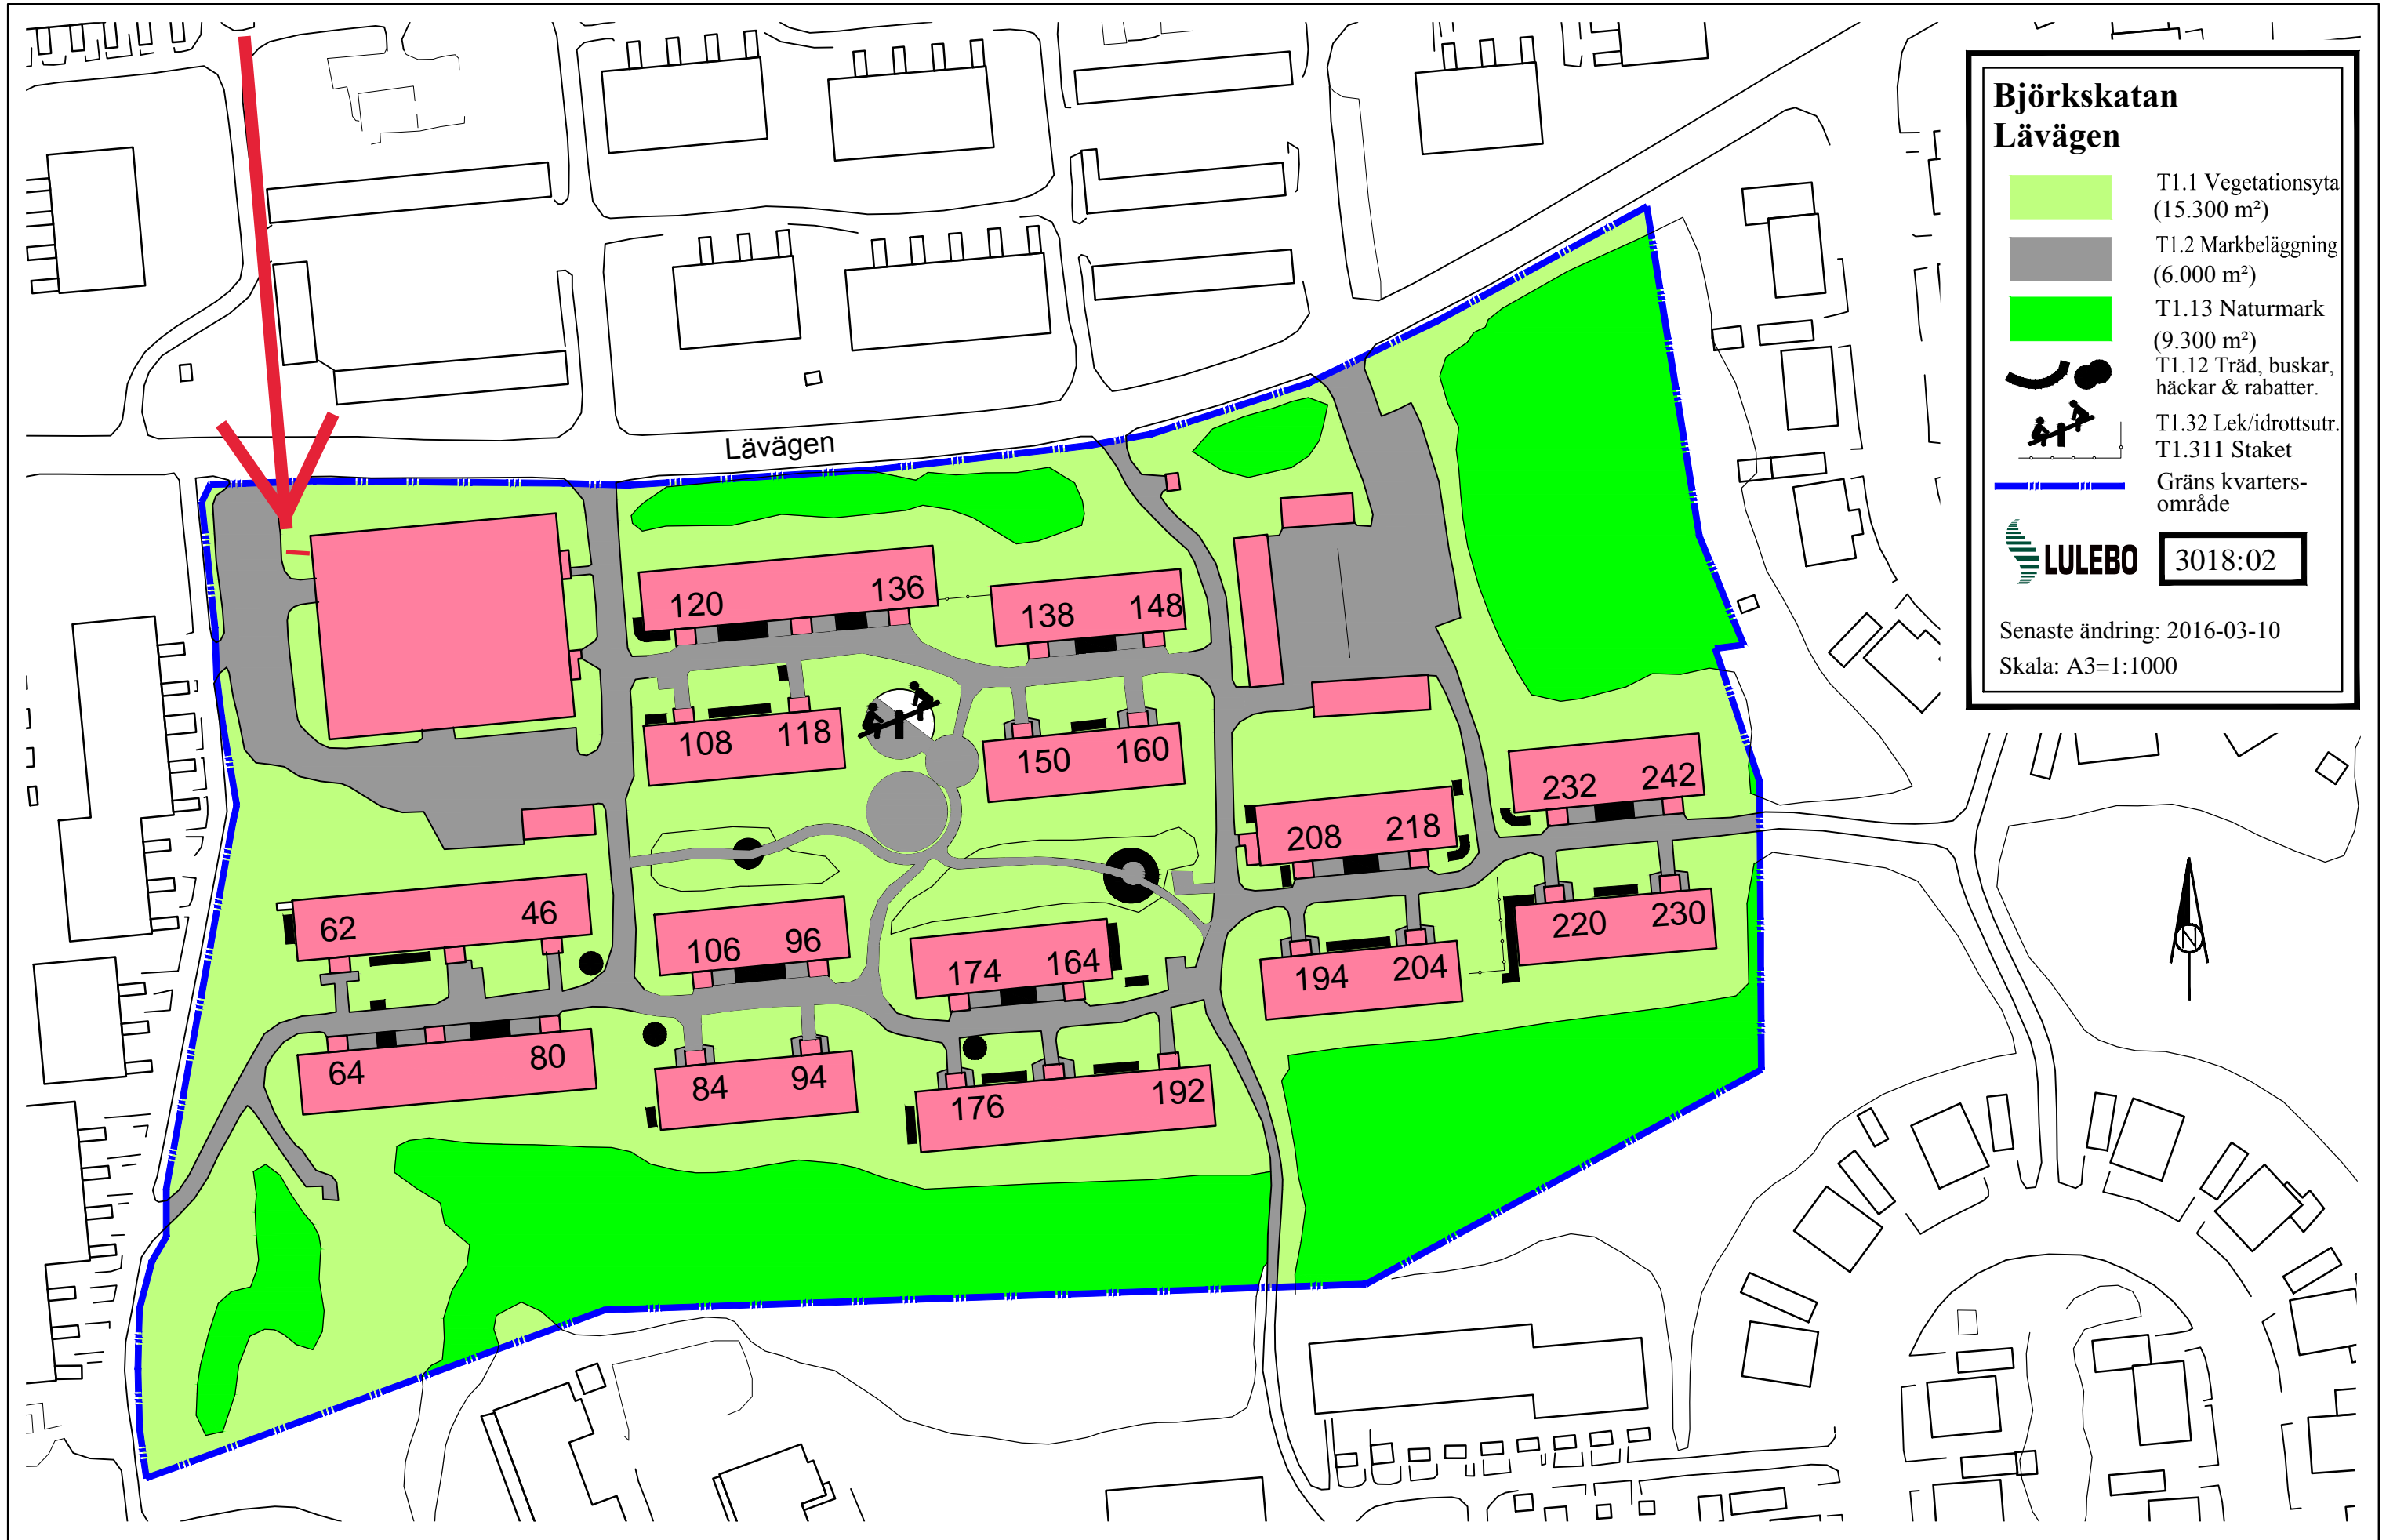 Björkskatan
Lävägen
T1.1 Vegetationsyta
(15.300 m²)
T1.2 Markbeläggning
(6.000 m²)
T1.13 Naturmark
(9.300 m²)
T1.12 Träd, buskar,
häckar & rabatter.
T1.32 Lek/idrottsutr.
T1.311 Staket
Gräns kvarters-
område
LULEBO
3018:02
Senaste ändring: 2016-03-10
Skala: A3=1:1000
Lävägen
120 136
138 148
108 118
150 160
232 242
208 218
62 46
106 96
174 164
194 204
220 230
64 80
84 94
176 192
N